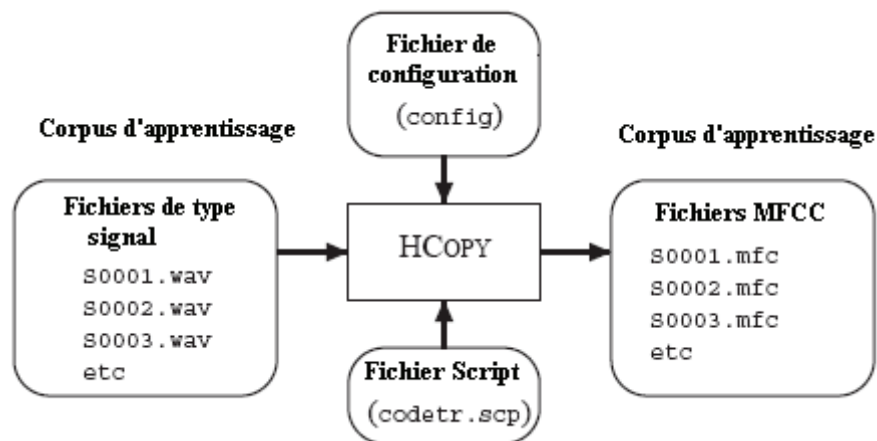 Fichier de
configuration
(config)
Corpus d'apprentissage
Corpus d'apprentissage
Fichiers de type
signal
S0001.wav
S0002.wav
S0003.wav
etc
HCOPY
Fichiers MFCC
S0001.mfc
S0002.mfc
S0003.mfc
etc
Fichier Script
(codetr.scp)